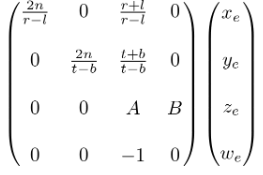 2n/(r−l) 0 (r+l)/(r−l) 0 x_e
0 2n/(t−b) (t+b)/(t−b) 0 y_e
0 0 A B z_e
0 0 −1 0 w_e